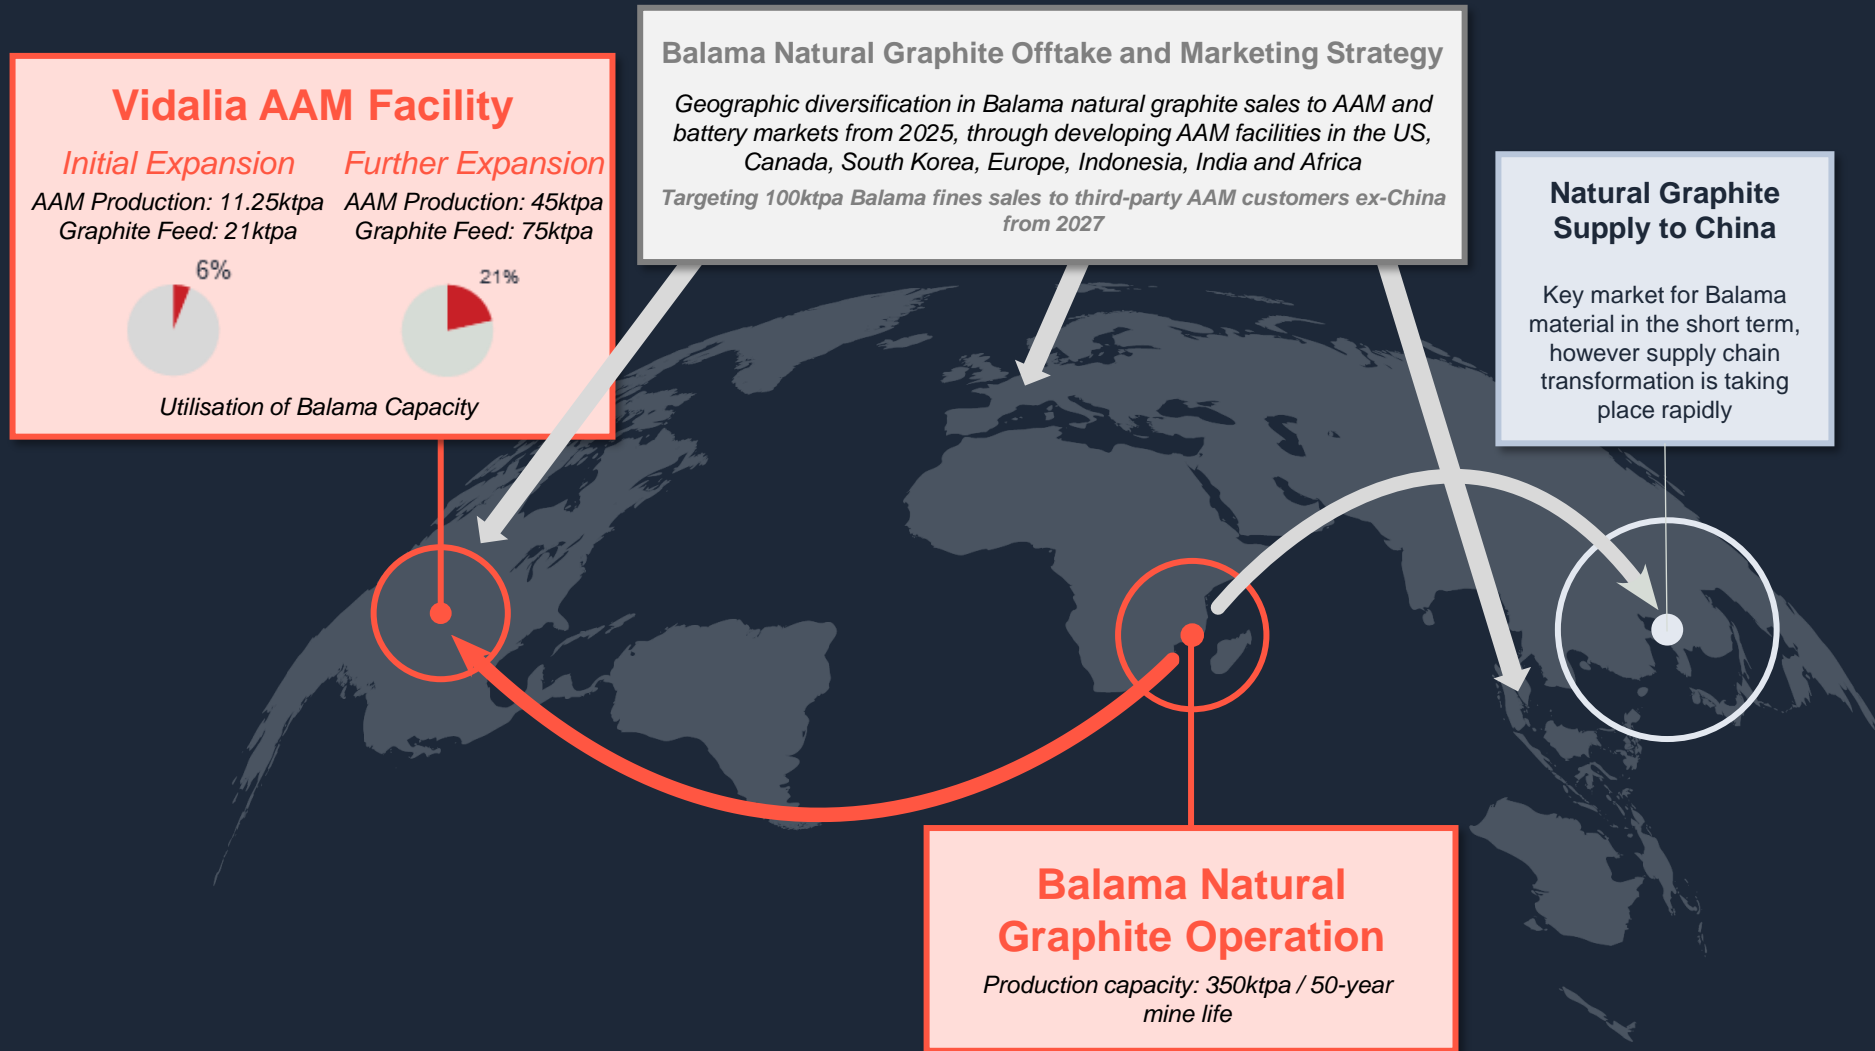 Vidalia AAM Facility
Initial Expansion
AAM Production: 11.25ktpa
Graphite Feed: 21ktpa
6%
Further Expansion
AAM Production: 45ktpa
Graphite Feed: 75ktpa
21%
Utilisation of Balama Capacity
Balama Natural Graphite Offtake and Marketing Strategy
Geographic diversification in Balama natural graphite sales to AAM and
battery markets from 2025, through developing AAM facilities in the US,
Canada, South Korea, Europe, Indonesia, India and Africa
Targeting 100ktpa Balama fines sales to third-party AAM customers ex-China
from 2027
Natural Graphite
Supply to China
Key market for Balama
material in the short term,
however supply chain
transformation is taking
place rapidly
Balama Natural
Graphite Operation
Production capacity: 350ktpa / 50-year
mine life